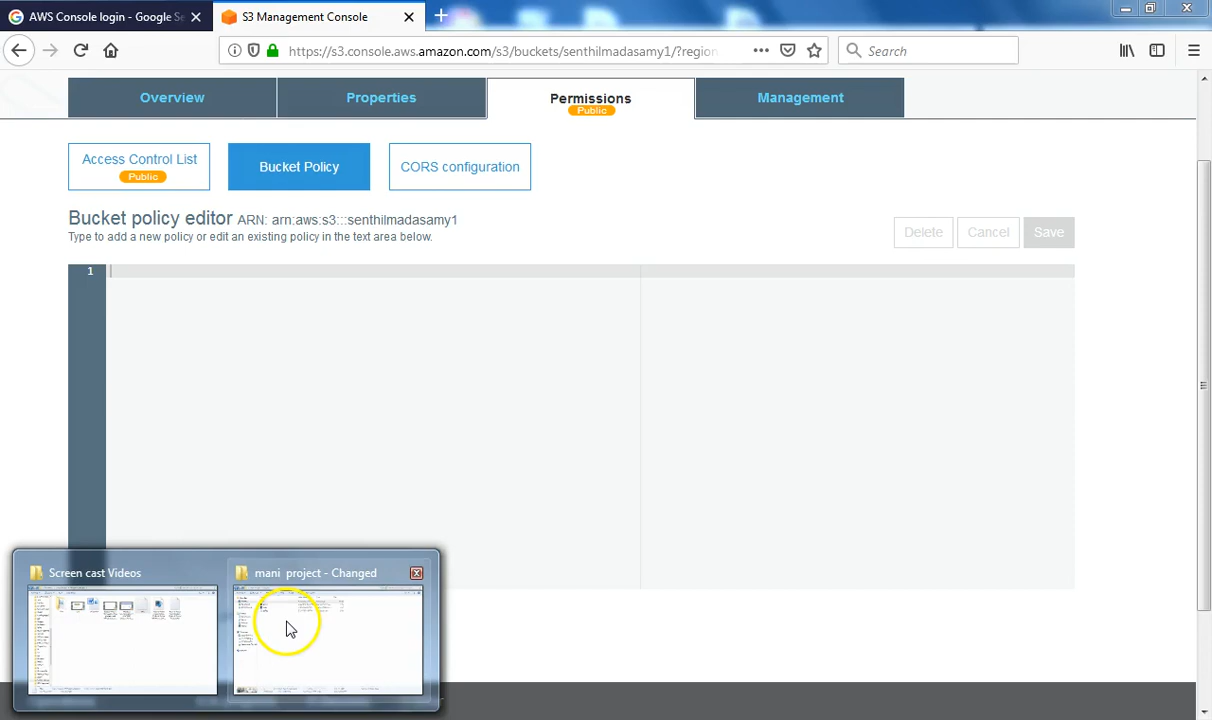 AWS Console login - Google Se
S3 Management Console
https://s3.console.aws.amazon.com/s3/buckets/senthilmadasamy1/?region
Search
Overview
Properties
Permissions
Public
Management
Access Control List
Public
Bucket Policy
CORS configuration
Bucket policy editor ARN: arn:aws:s3:::senthilmadasamy1
Type to add a new policy or edit an existing policy in the text area below.
Delete
Cancel
Save
1
Screen cast Videos
mani project - Changed